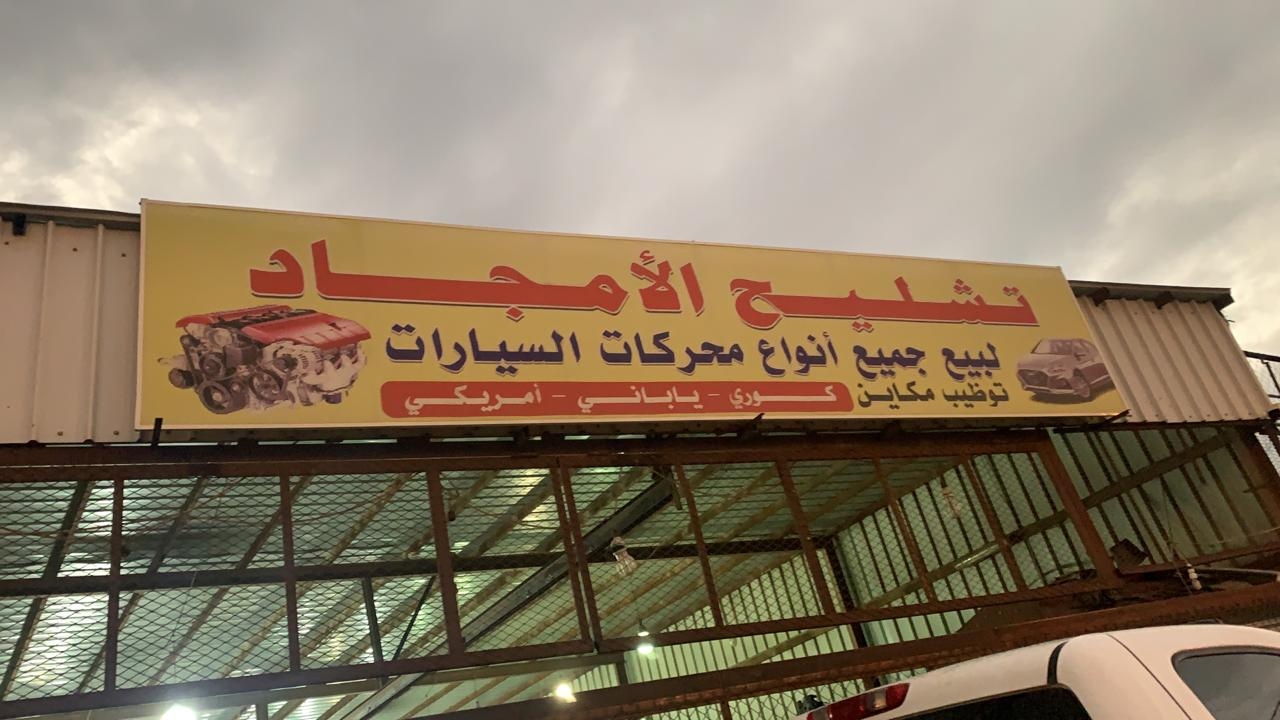 تشليح الأمجاد
لبيع جميع أنواع محركات السيارات
توظيب مكاين كوري - ياباني - أمريكي